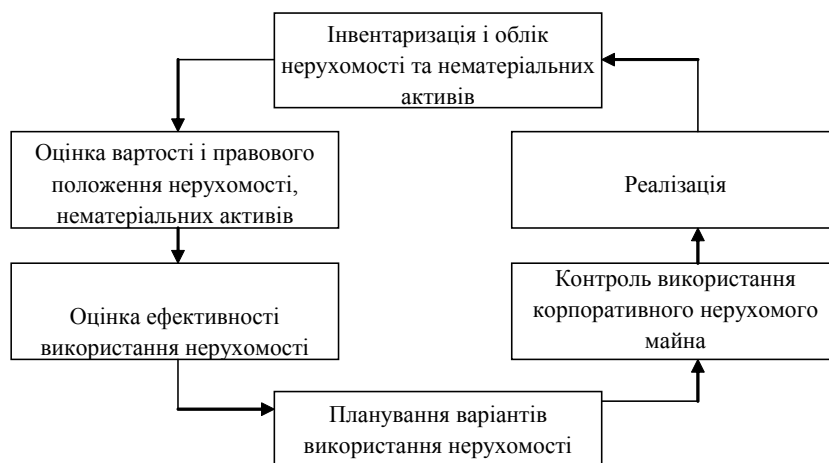 Інвентаризація і облік
нерухомості та нематеріальних
активів
Оцінка вартості і правового
положення нерухомості,
нематеріальних активів
Реалізація
Оцінка ефективності
використання нерухомості
Контроль використання
корпоративного нерухомого
майна
Планування варіантів
використання нерухомості